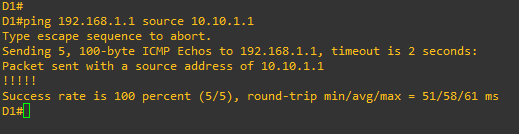 D1#
D1#ping 192.168.1.1 source 10.10.1.1
Type escape sequence to abort.
Sending 5, 100-byte ICMP Echos to 192.168.1.1, timeout is 2 seconds:
Packet sent with a source address of 10.10.1.1
!!!!!
Success rate is 100 percent (5/5), round-trip min/avg/max = 51/58/61 ms
D1#